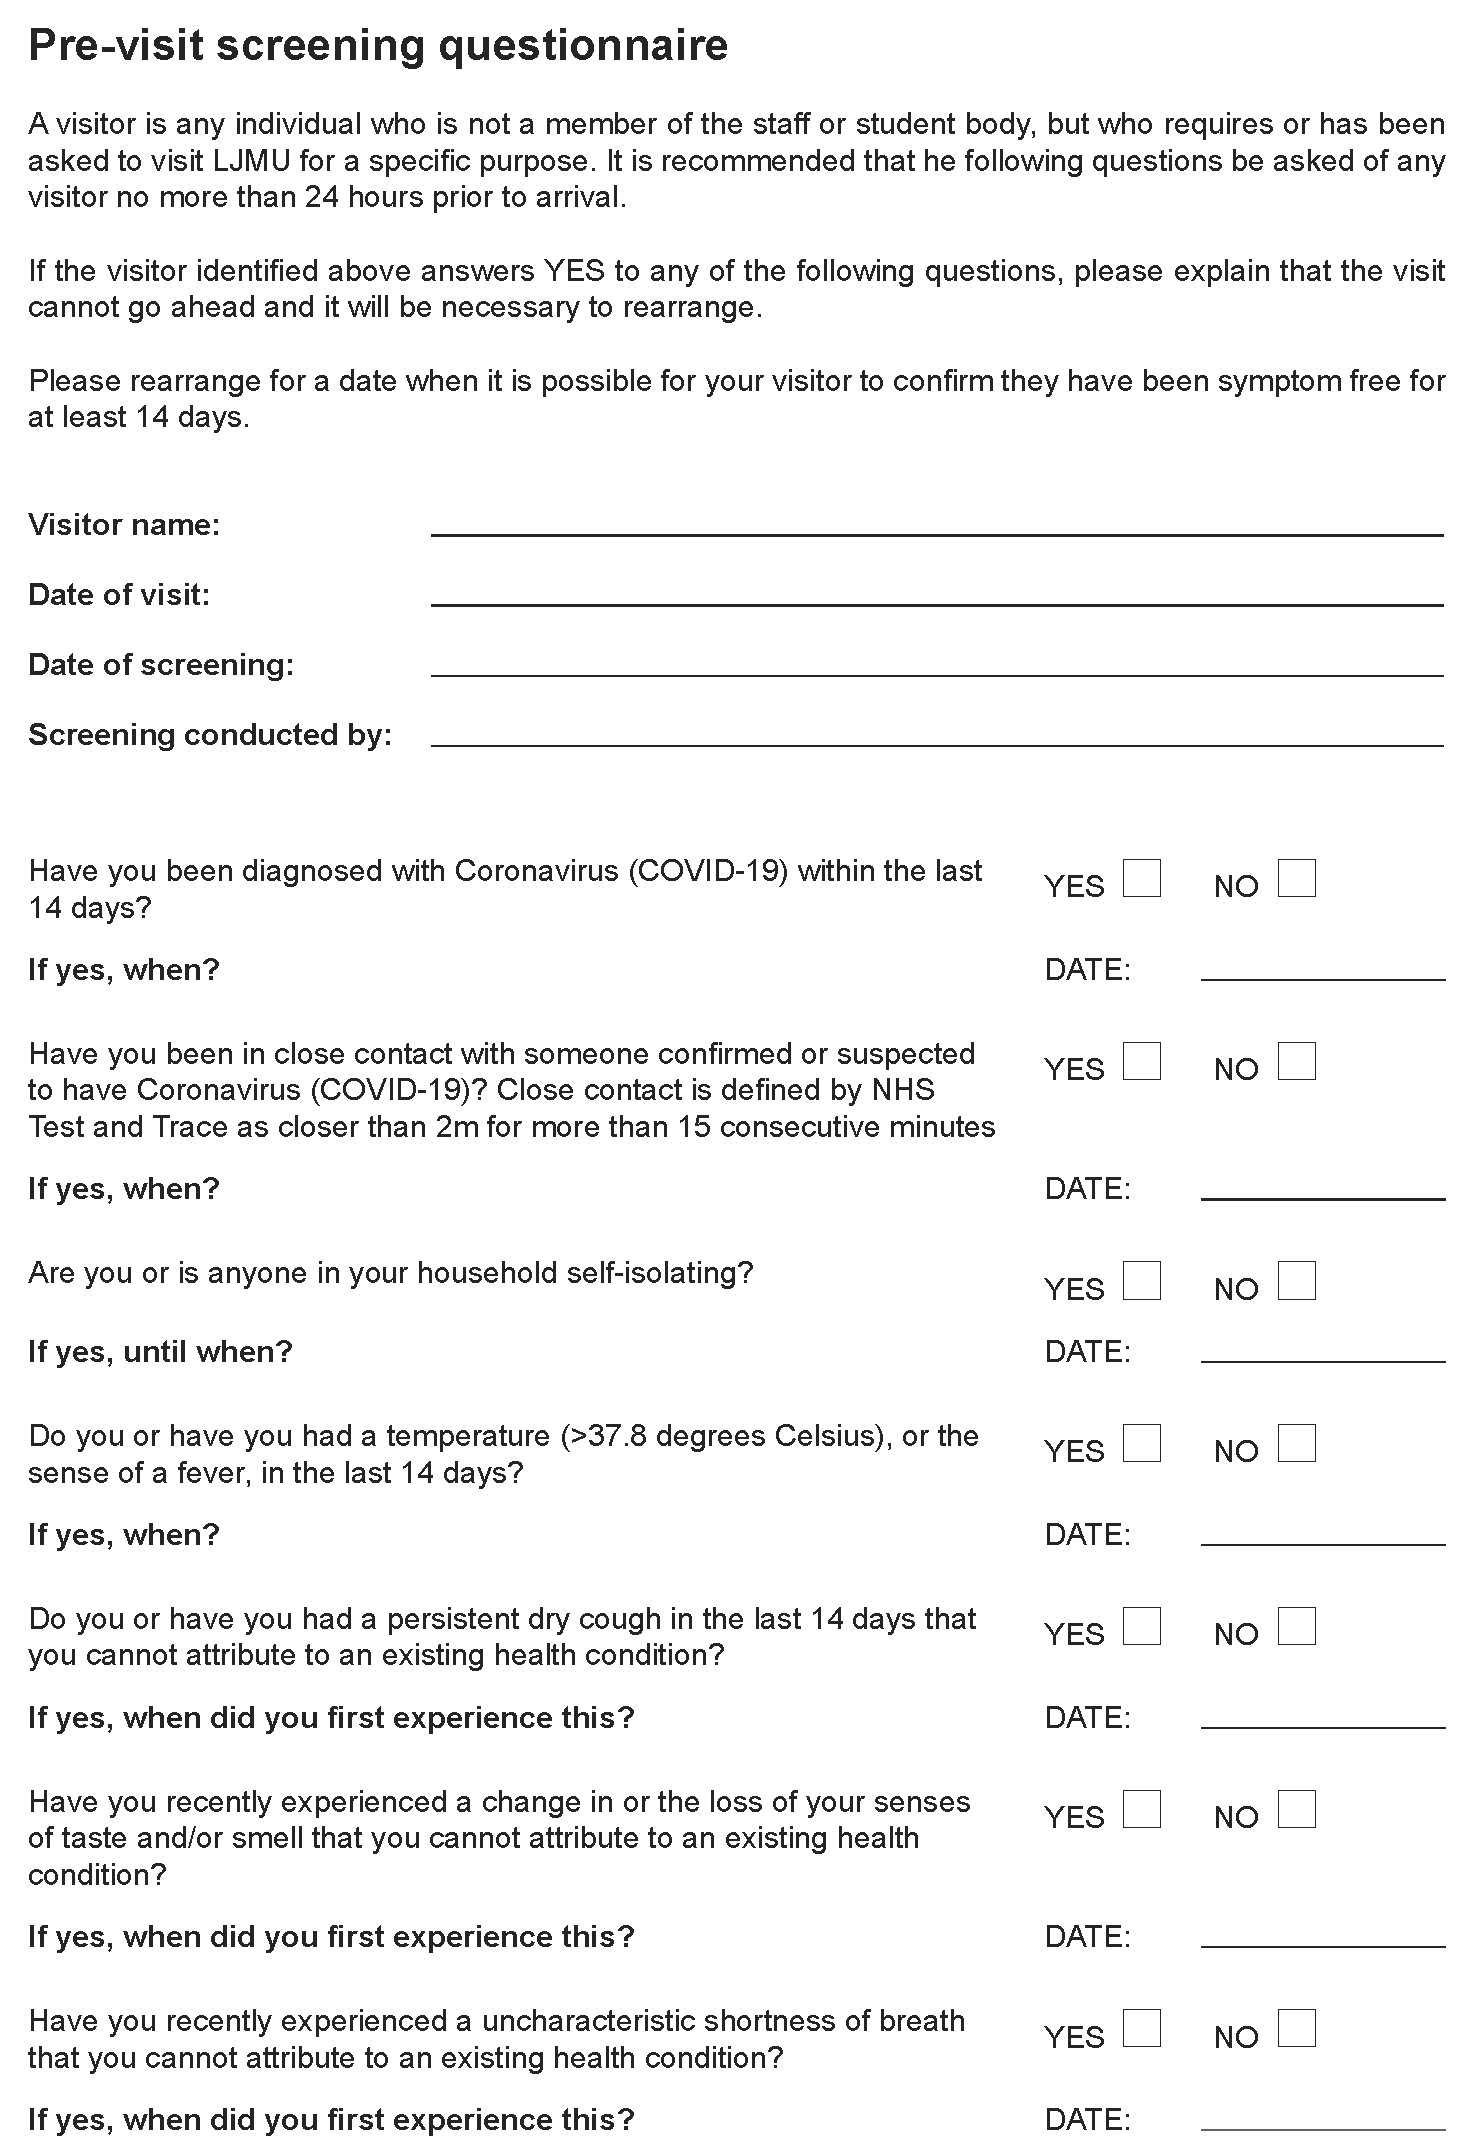 Pre-visit screening questionnaire
A visitor is any individual who is not a member of the staff or student body, but who requires or has been
asked to visit LJMU for a specific purpose. It is recommended that he following questions be asked of any
visitor no more than 24 hours prior to arrival.
If the visitor identified above answers YES to any of the following questions, please explain that the visit
cannot go ahead and it will be necessary to rearrange.
Please rearrange for a date when it is possible for your visitor to confirm they have been symptom free for
at least 14 days.
Visitor name:
Date of visit:
Date of screening:
Screening conducted by:
Have you been diagnosed with Coronavirus (COVID-19) within the last
14 days?
YES NO
If yes, when? DATE:
Have you been in close contact with someone confirmed or suspected
to have Coronavirus (COVID-19)? Close contact is defined by NHS
Test and Trace as closer than 2m for more than 15 consecutive minutes
YES NO
If yes, when? DATE:
Are you or is anyone in your household self-isolating?
YES NO
If yes, until when? DATE:
Do you or have you had a temperature (>37.8 degrees Celsius), or the
sense of a fever, in the last 14 days?
YES NO
If yes, when? DATE:
Do you or have you had a persistent dry cough in the last 14 days that
you cannot attribute to an existing health condition?
YES NO
If yes, when did you first experience this? DATE:
Have you recently experienced a change in or the loss of your senses
of taste and/or smell that you cannot attribute to an existing health
condition?
YES NO
If yes, when did you first experience this? DATE:
Have you recently experienced a uncharacteristic shortness of breath
that you cannot attribute to an existing health condition?
YES NO
If yes, when did you first experience this? DATE: